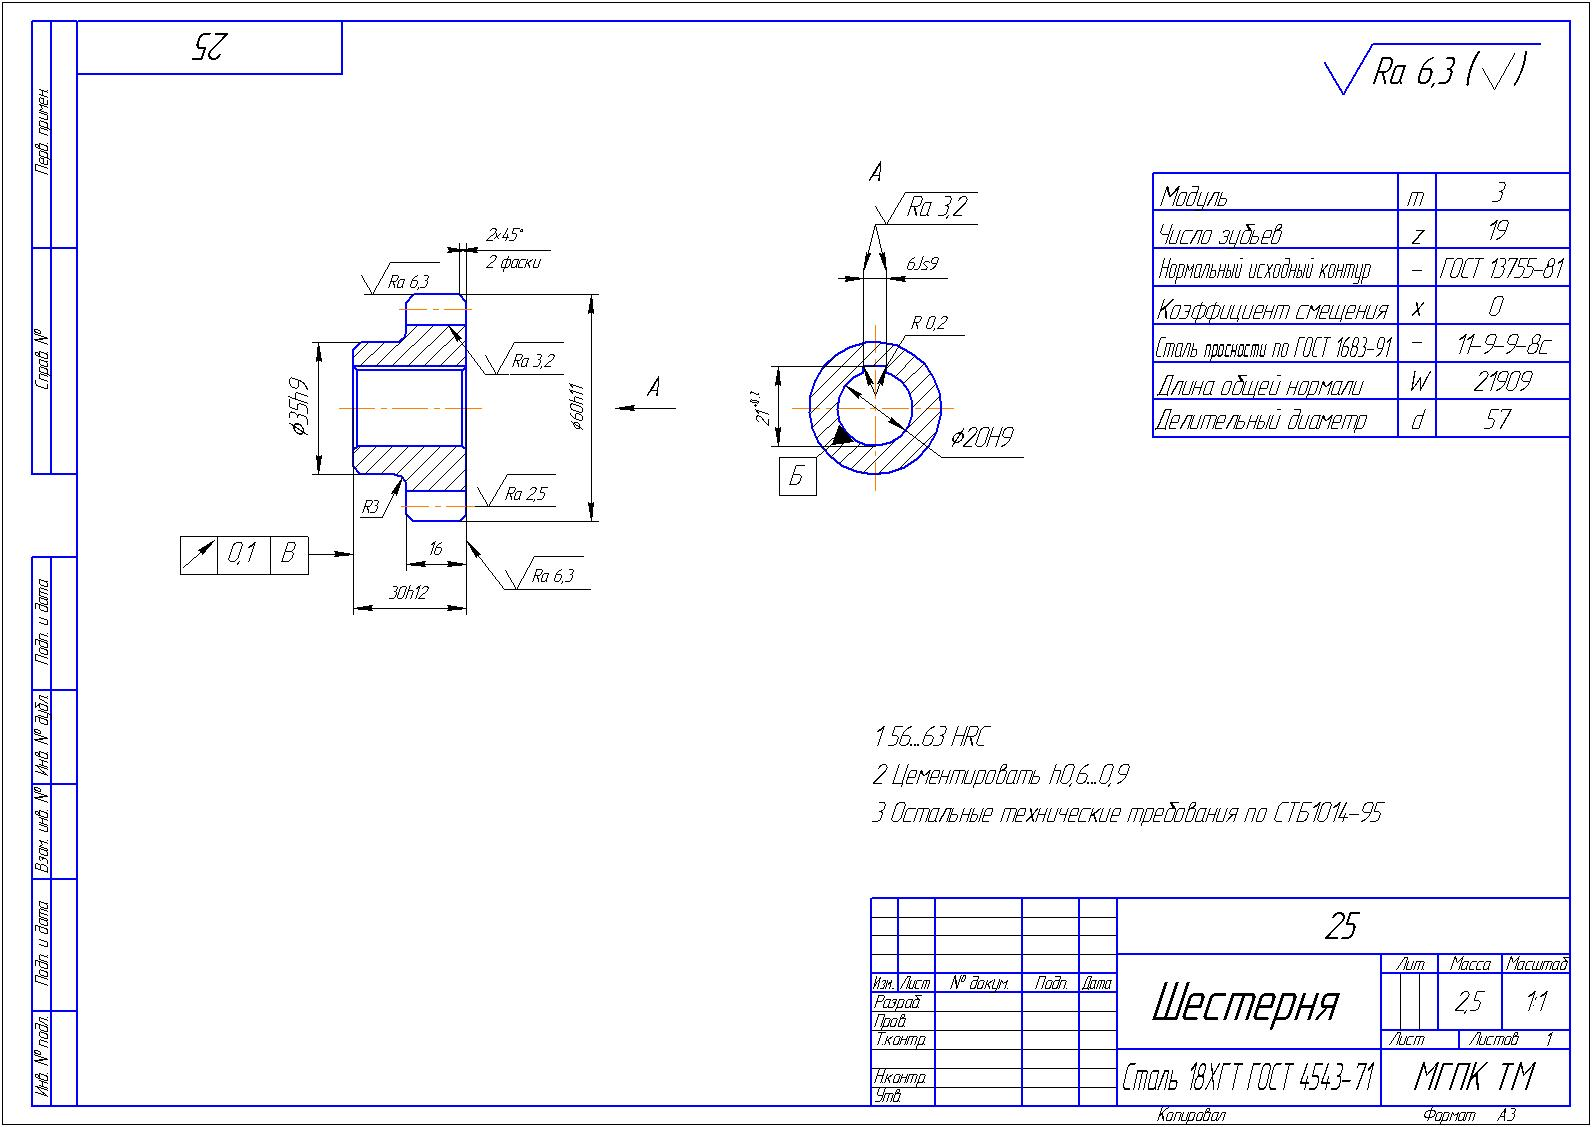 25
Перв. примен.
Справ. №
Подп. и дата
Инв. № дубл.
Взам. инв. №
Подп. и дата
Инв. № подл.
Ra 6,3 (√)
2×45°
2 фаски
Ra 6,3
Ra 3,2
Ra 2,5
Ra 6,3
ϕ35h9
ϕ60h11
A
R3
0,1 B
16
30h12
A
Ra 3,2
6Js9
R 0,2
21+0,2
ϕ20H9
Б
Модуль m 3
Число зубьев z 19
Нормальный исходный контур - ГОСТ 13755-81
Коэффициент смещения x 0
Сталь прсности по ГОСТ 1683-91 - 11-9-9-8c
Длина общей нормали W 21909
Делительный диаметр d 57
1 56...63 HRC
2 Цементировать h0,6...0,9
3 Остальные технические требования по СТБ1014-95
25
Изм. Лист № докум. Подп. Дата
Разраб.
Пров.
Т.контр.
Н.контр.
Утв.
Шестерня
Лит. Масса Масштаб
2,5 1:1
Лист Листов 1
Сталь 18ХГТ ГОСТ 4543-71
МГПК ТМ
Копировал Формат А3